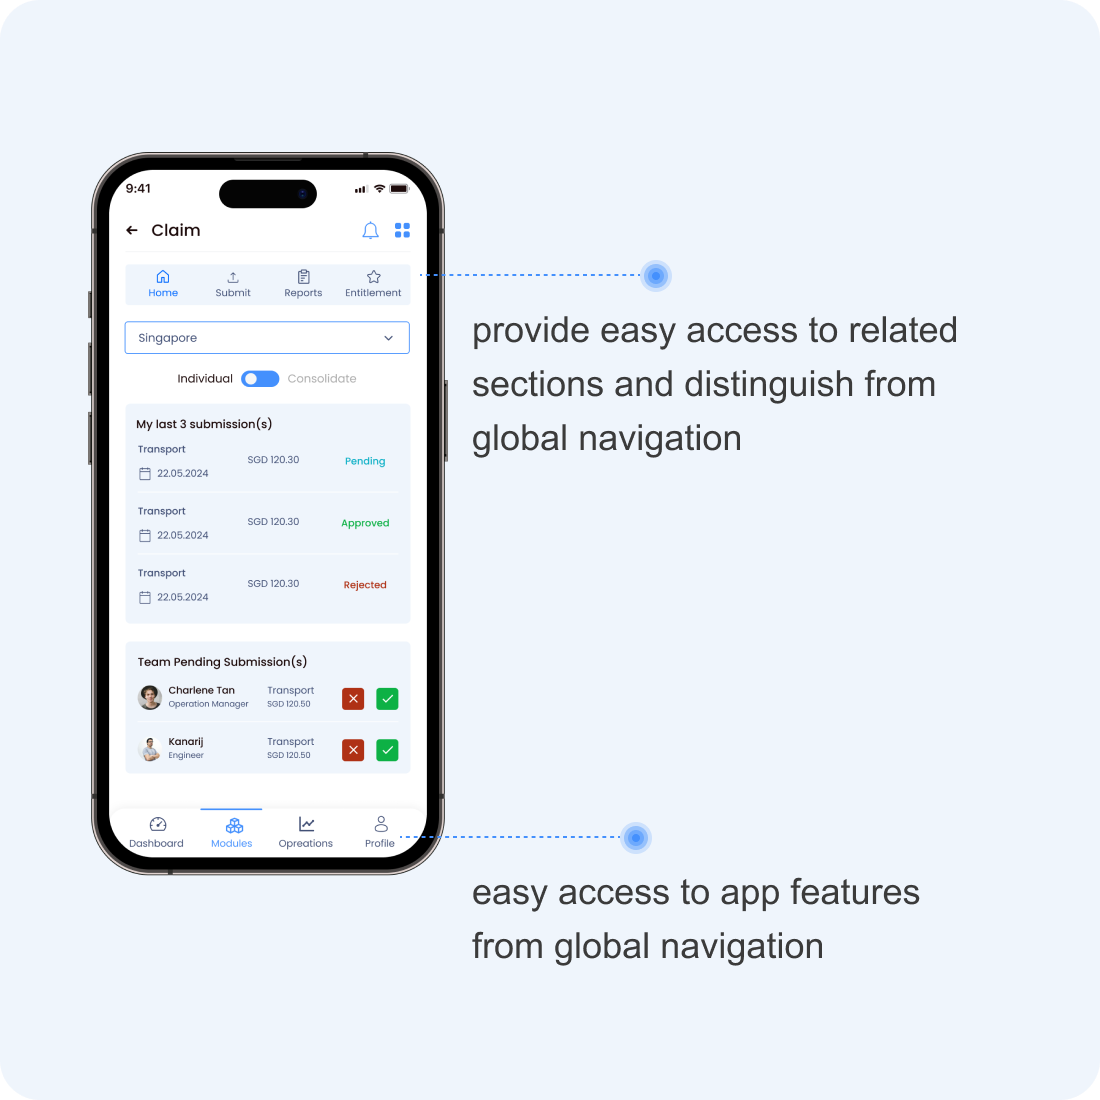 9:41
Claim
Home Submit Reports Entitlement
Singapore
Individual Consolidate
My last 3 submission(s)
Transport
SGD 120.30 Pending
22.05.2024
Transport
SGD 120.30 Approved
22.05.2024
Transport
SGD 120.30 Rejected
22.05.2024
Team Pending Submission(s)
Charlene Tan Transport
Operation Manager SGD 120.50
Kanarij Transport
Engineer SGD 120.50
Dashboard Modules Opreations Profile
provide easy access to related
sections and distinguish from
global navigation
easy access to app features
from global navigation